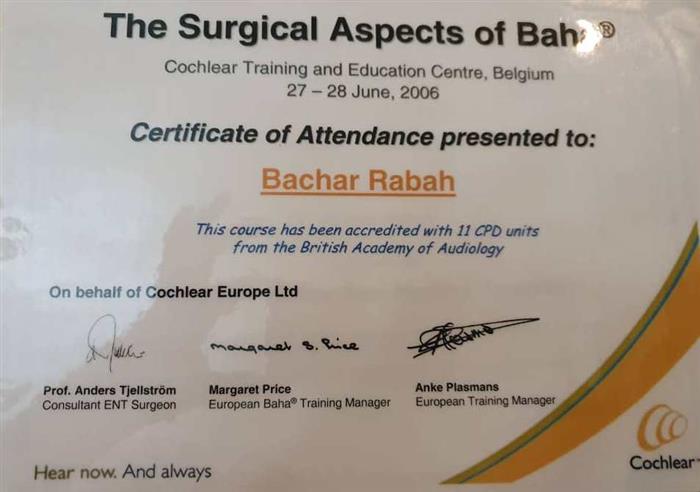 The Surgical Aspects of Baha®
Cochlear Training and Education Centre, Belgium
27 – 28 June, 2006
Certificate of Attendance presented to:
Bachar Rabah
This course has been accredited with 11 CPD units
from the British Academy of Audiology
On behalf of Cochlear Europe Ltd
Margaret S. Price
Prof. Anders Tjellström
Consultant ENT Surgeon
Margaret Price
European Baha® Training Manager
Anke Plasmans
European Training Manager
Hear now. And always
Cochlear™